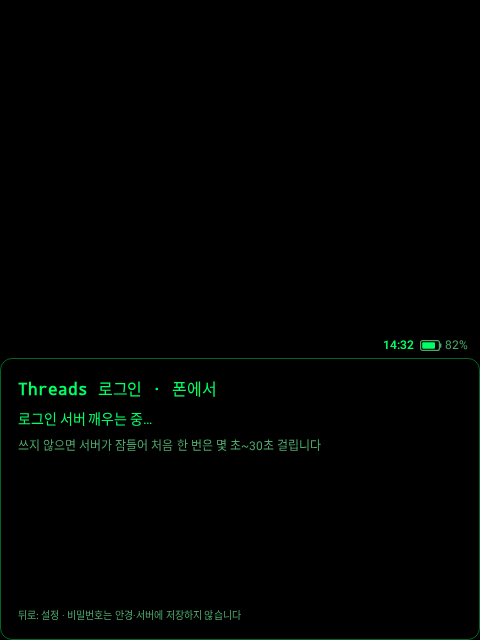 14:32 82%
Threads 로그인 · 폰에서
로그인 서버 깨우는 중…
쓰지 않으면 서버가 잠들어 처음 한 번은 몇 초~30초 걸립니다
뒤로: 설정 · 비밀번호는 안경·서버에 저장하지 않습니다